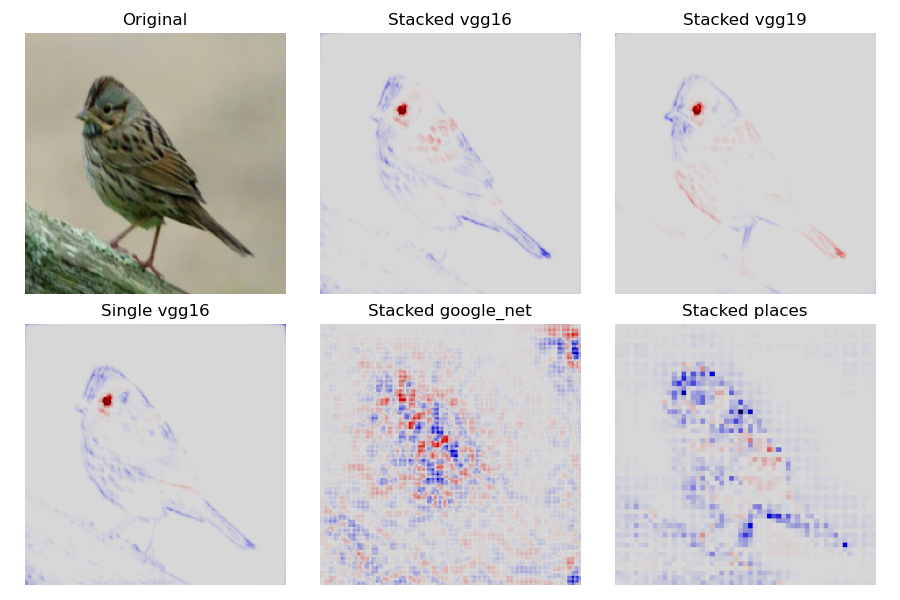 Original
Stacked vgg16
Stacked vgg19
Single vgg16
Stacked google_net
Stacked places